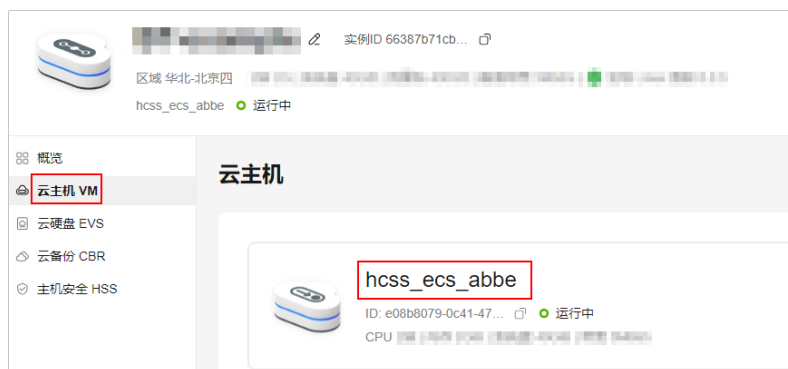 实例ID 66387b71cb...
区域 华北-北京四
hcss_ecs_abbe 运行中
概览
云主机 VM
云主机
云硬盘 EVS
云备份 CBR
hcss_ecs_abbe
主机安全 HSS
ID: e08b8079-0c41-47... 运行中
CPU